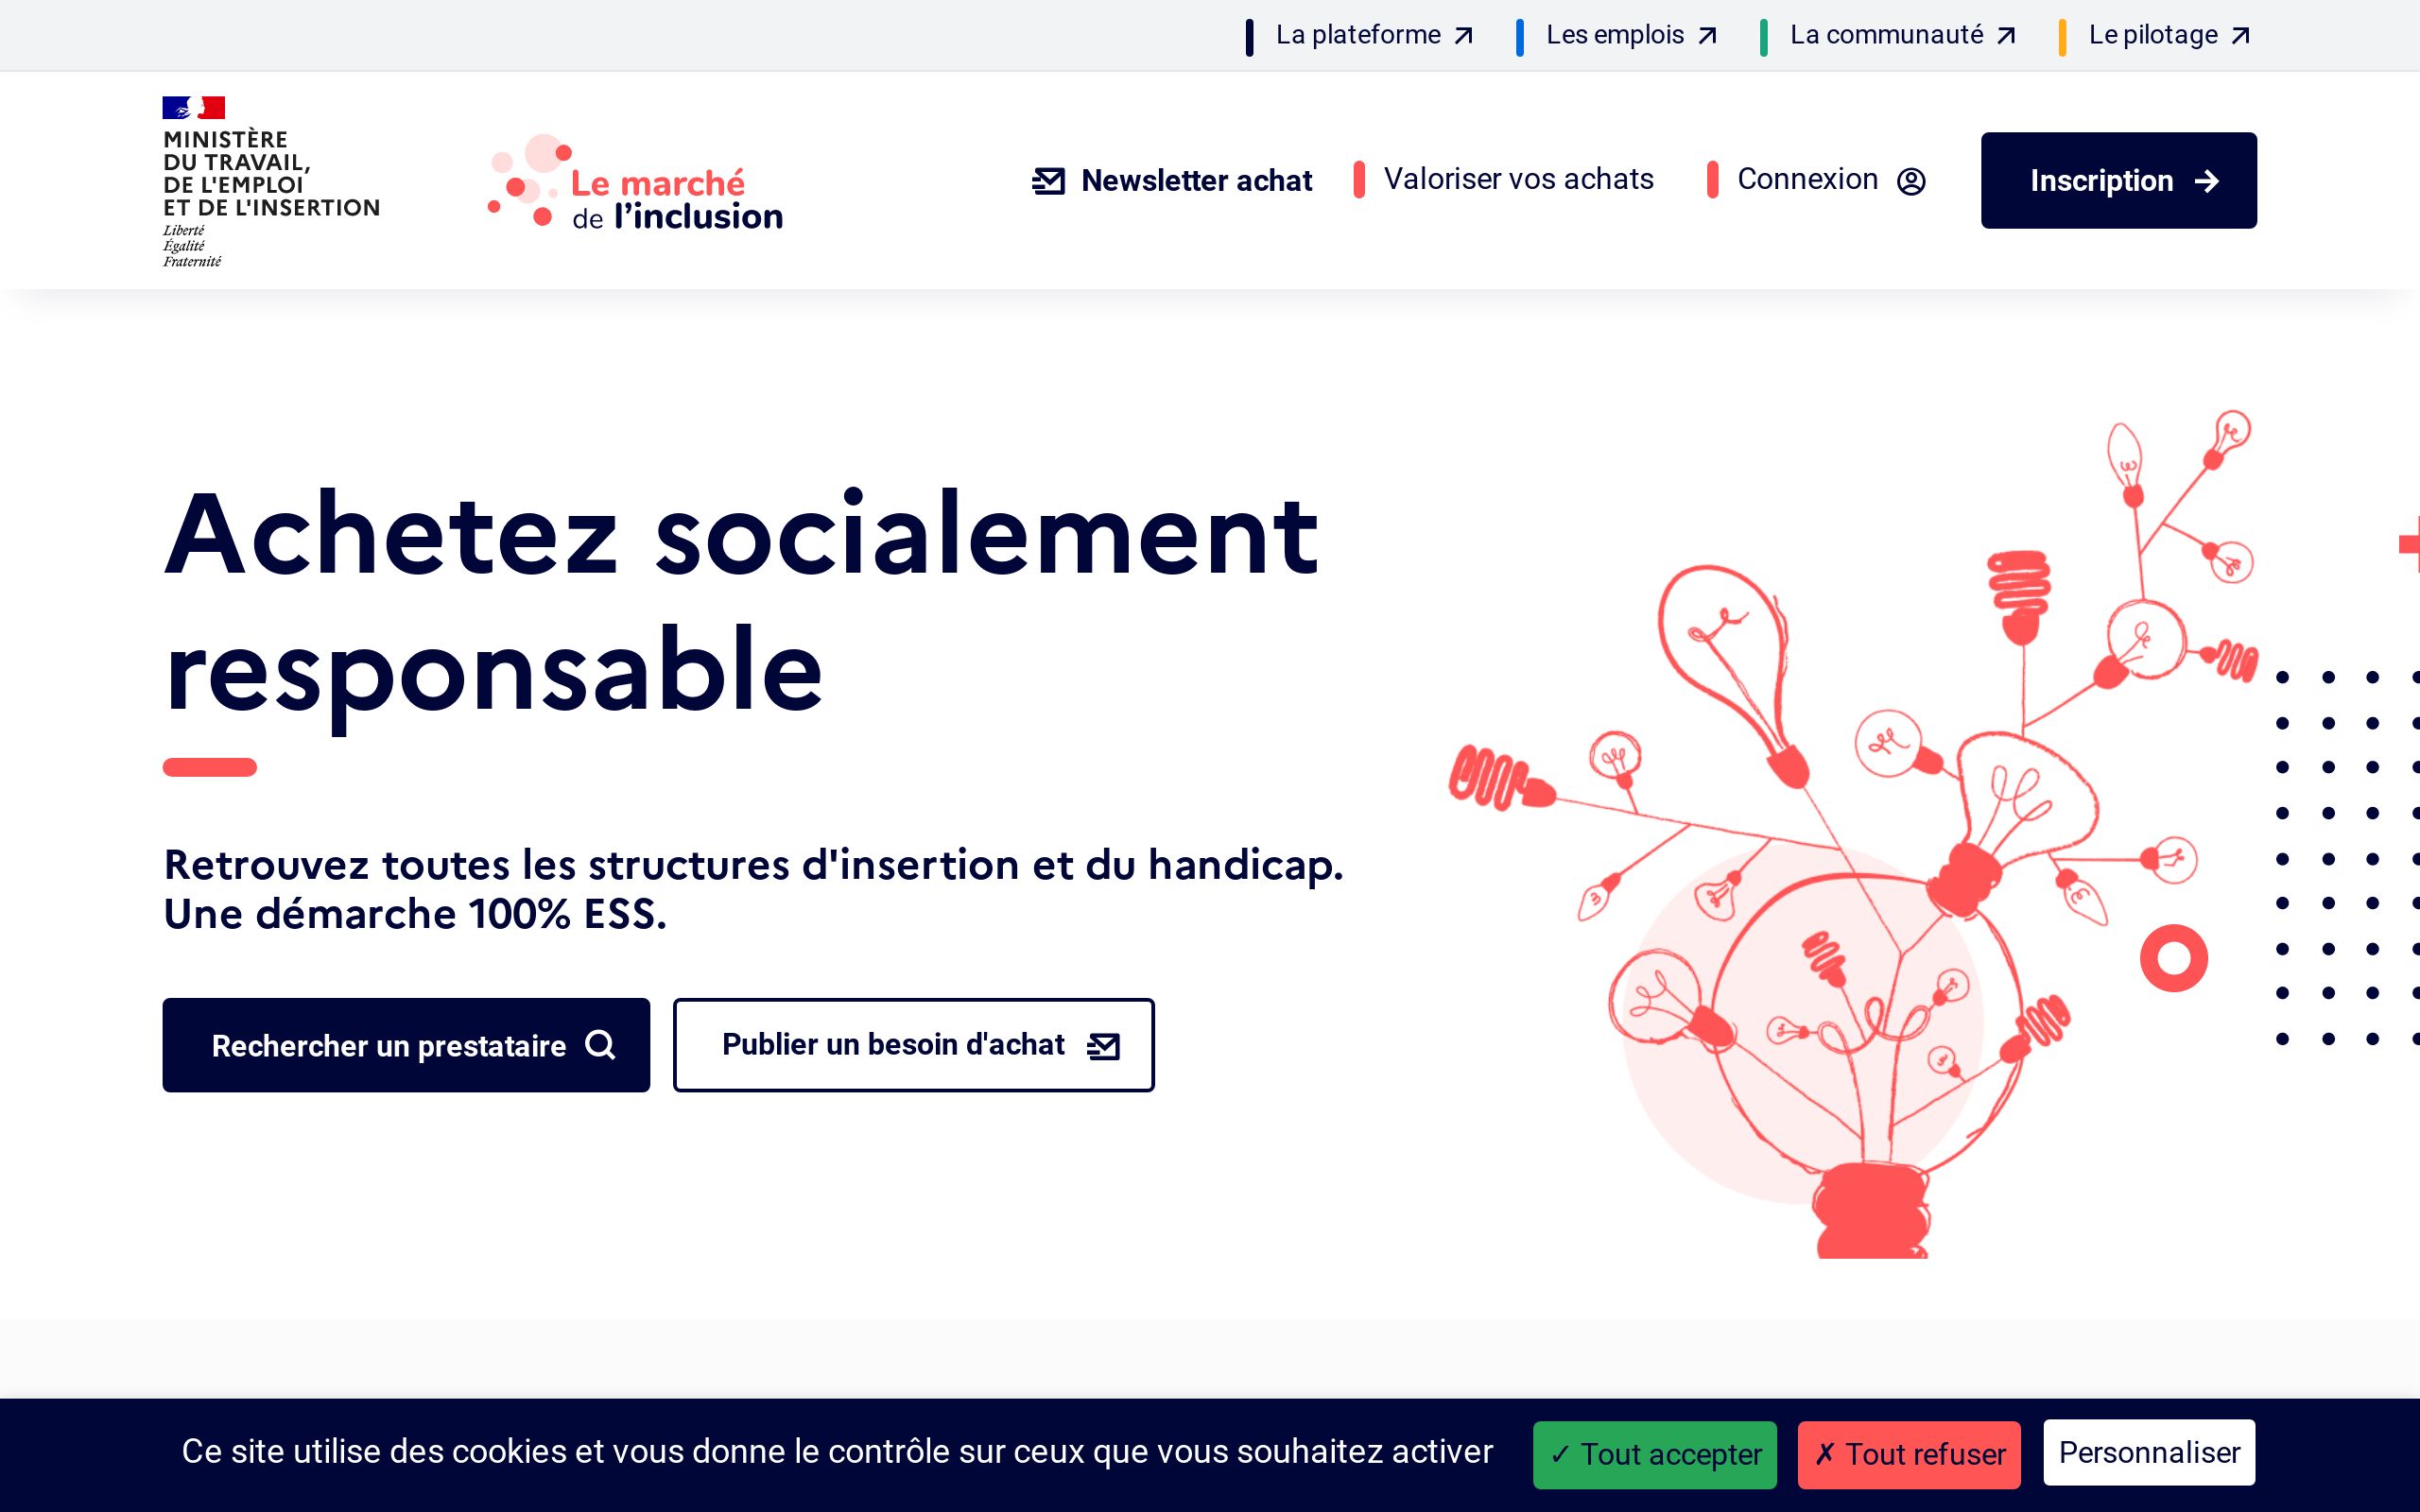 La plateforme
Les emplois
La communauté
Le pilotage
MINISTÈRE
DU TRAVAIL,
DE L'EMPLOI
ET DE L'INSERTION
Liberté
Égalité
Fraternité
Le marché
de l’inclusion
Newsletter achat
Valoriser vos achats
Connexion
Inscription
Achetez socialement
responsable
Retrouvez toutes les structures d'insertion et du handicap.
Une démarche 100% ESS.
Rechercher un prestataire
Publier un besoin d'achat
Ce site utilise des cookies et vous donne le contrôle sur ceux que vous souhaitez activer
✓ Tout accepter
✗ Tout refuser
Personnaliser